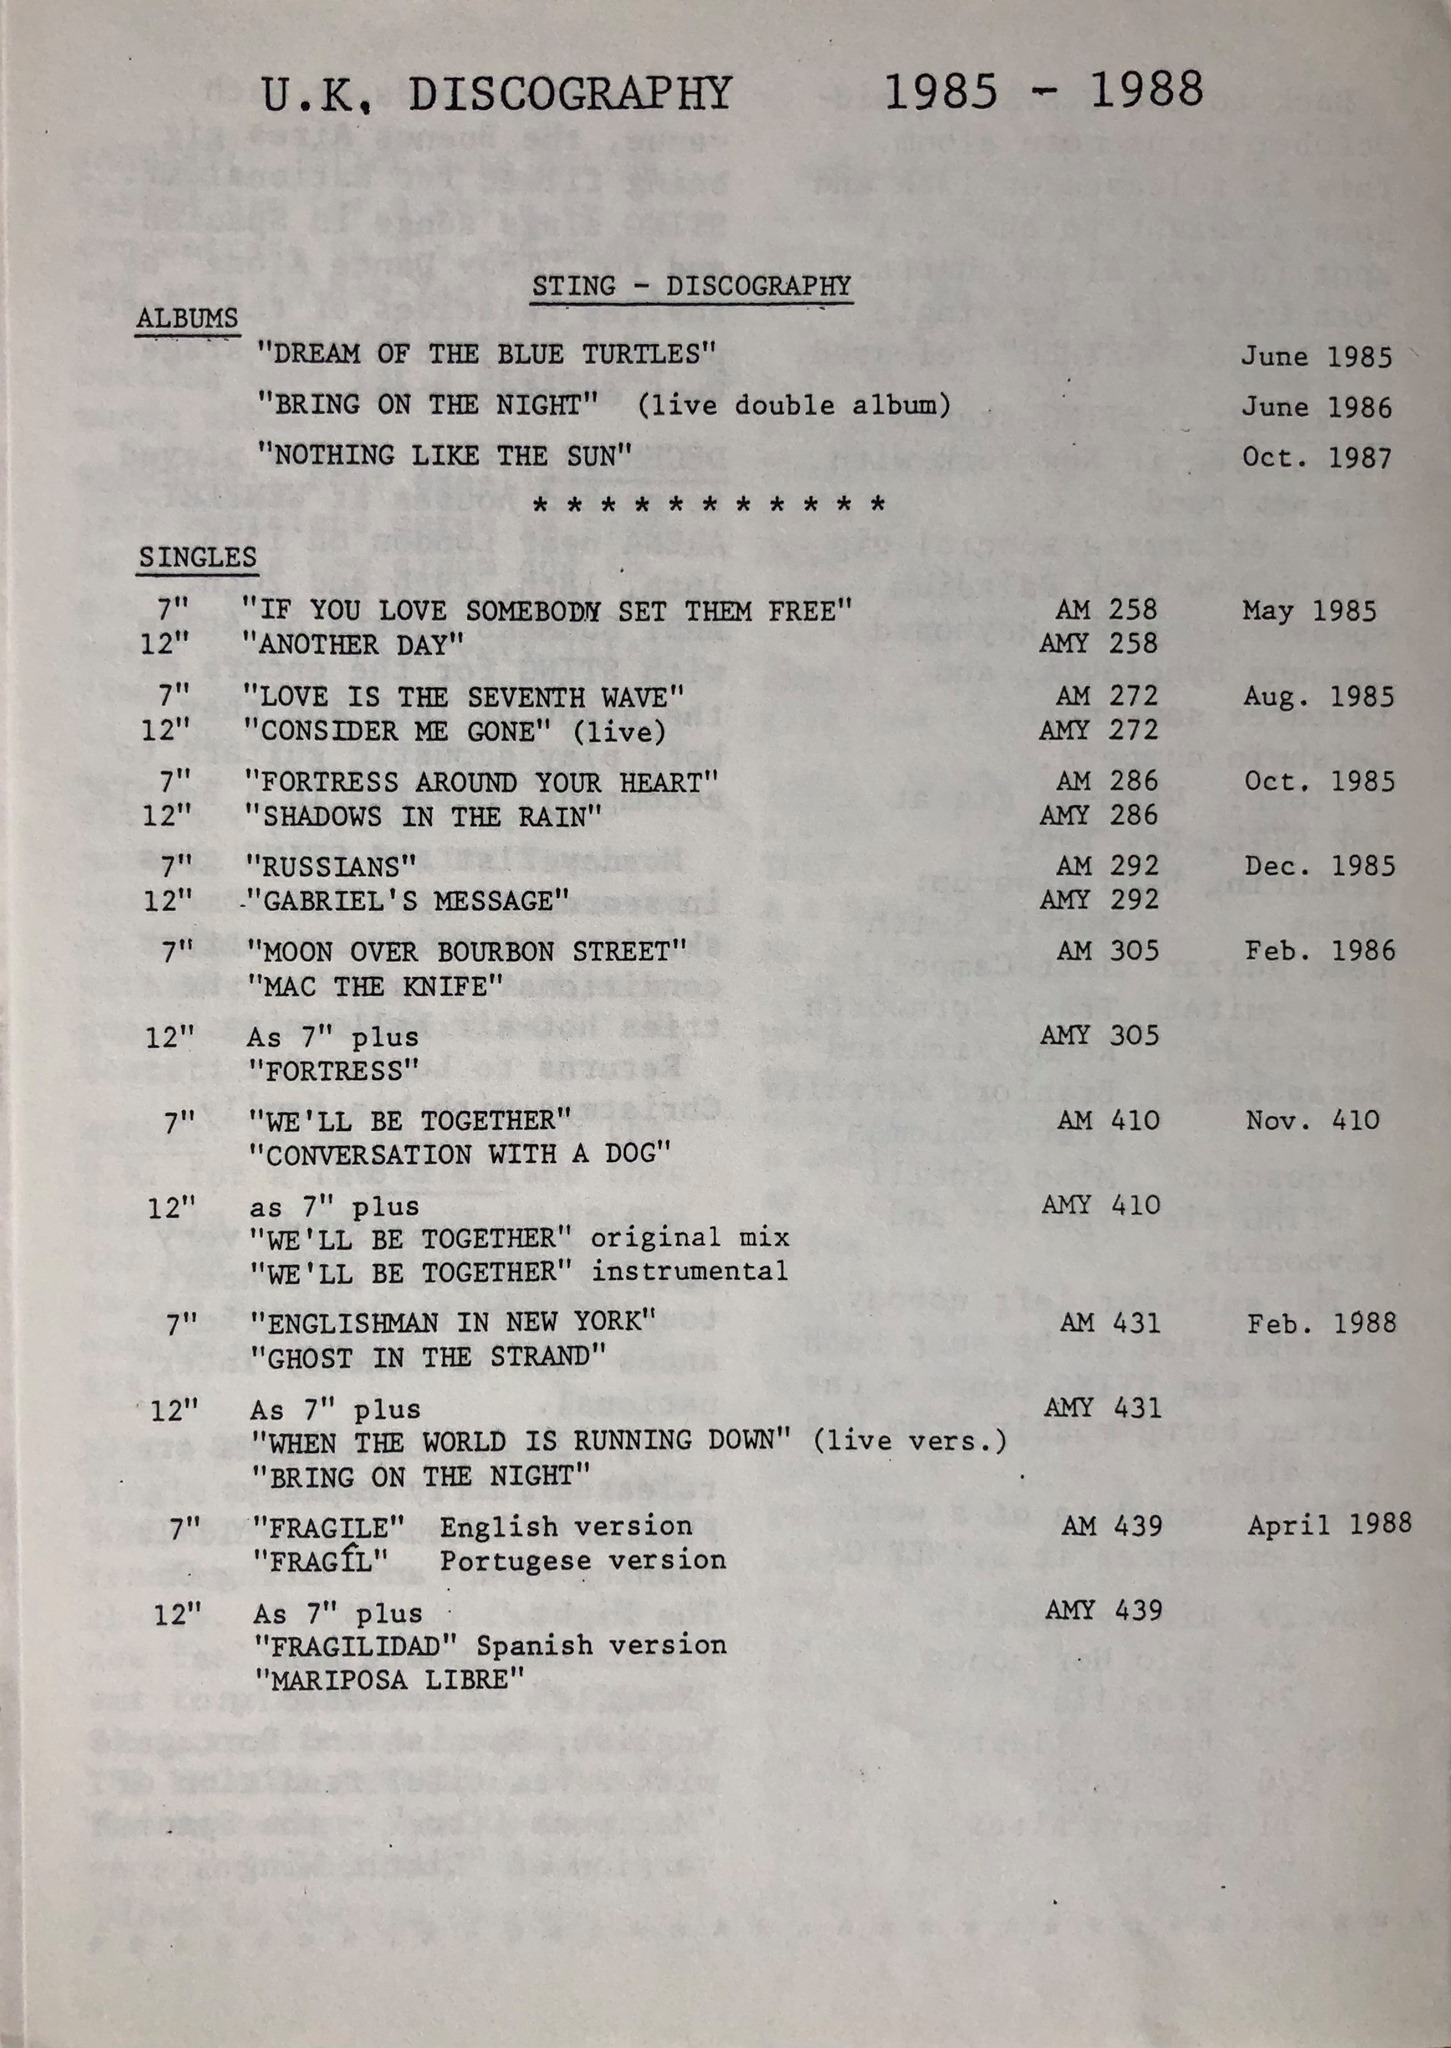 U.K. DISCOGRAPHY 1985 - 1988
STING - DISCOGRAPHY
ALBUMS
"DREAM OF THE BLUE TURTLES" June 1985
"BRING ON THE NIGHT" (live double album) June 1986
"NOTHING LIKE THE SUN" Oct. 1987
* * * * * * * * * * *
SINGLES
7" "IF YOU LOVE SOMEBODY SET THEM FREE" AM 258 May 1985
12" "ANOTHER DAY" AMY 258
7" "LOVE IS THE SEVENTH WAVE" AM 272 Aug. 1985
12" "CONSIDER ME GONE" (live) AMY 272
7" "FORTRESS AROUND YOUR HEART" AM 286 Oct. 1985
12" "SHADOWS IN THE RAIN" AMY 286
7" "RUSSIANS" AM 292 Dec. 1985
12" "GABRIEL'S MESSAGE" AMY 292
7" "MOON OVER BOURBON STREET" AM 305 Feb. 1986
"MAC THE KNIFE"
12" As 7" plus AMY 305
"FORTRESS"
7" "WE'LL BE TOGETHER" AM 410 Nov. 410
"CONVERSATION WITH A DOG"
12" as 7" plus AMY 410
"WE'LL BE TOGETHER" original mix
"WE'LL BE TOGETHER" instrumental
7" "ENGLISHMAN IN NEW YORK" AM 431 Feb. 1988
"GHOST IN THE STRAND"
12" As 7" plus AMY 431
"WHEN THE WORLD IS RUNNING DOWN" (live vers.)
"BRING ON THE NIGHT"
7" "FRAGILE" English version AM 439 April 1988
"FRAGÎL" Portugese version
12" As 7" plus AMY 439
"FRAGILIDAD" Spanish version
"MARIPOSA LIBRE"